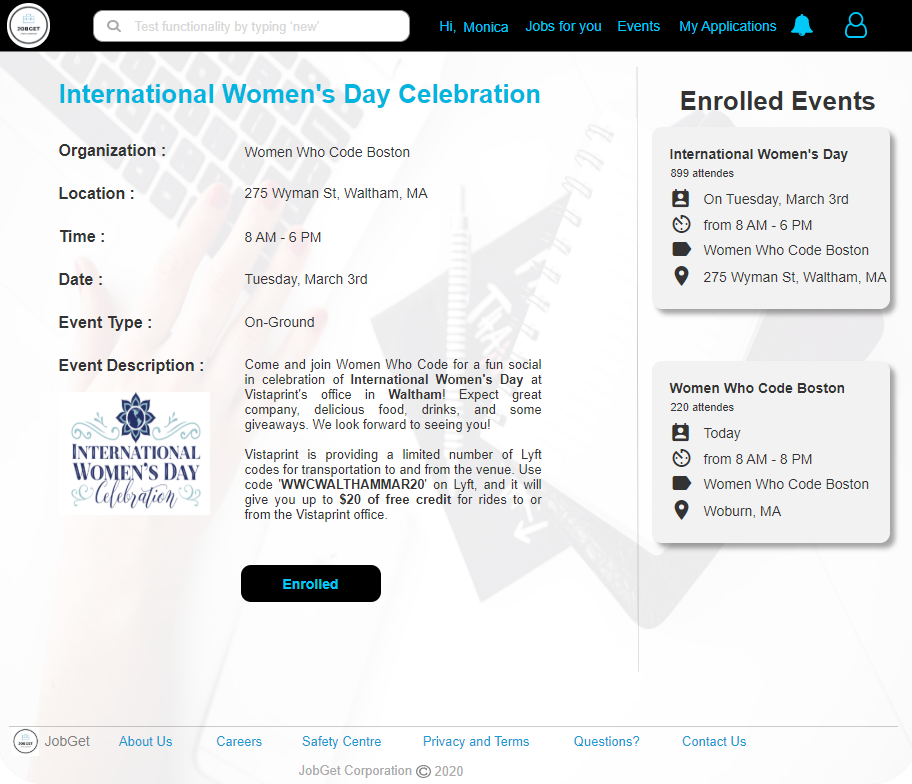 JOBGET
Test functionality by typing 'new'
Hi, Monica
Jobs for you
Events
My Applications
International Women's Day Celebration
Organization :
Women Who Code Boston
Location :
275 Wyman St, Waltham, MA
Time :
8 AM - 6 PM
Date :
Tuesday, March 3rd
Event Type :
On-Ground
Event Description :
Come and join Women Who Code for a fun social
in celebration of International Women's Day at
Vistaprint's office in Waltham! Expect great
company, delicious food, drinks, and some
giveaways. We look forward to seeing you!
Vistaprint is providing a limited number of Lyft
codes for transportation to and from the venue. Use
code 'WWCWALTHAMMAR20' on Lyft, and it will
give you up to $20 of free credit for rides to or
from the Vistaprint office.
INTERNATIONAL
WOMEN'S DAY
Celebration
Enrolled
Enrolled Events
International Women's Day
899 attendes
On Tuesday, March 3rd
from 8 AM - 6 PM
Women Who Code Boston
275 Wyman St, Waltham, MA
Women Who Code Boston
220 attendes
Today
from 8 AM - 8 PM
Women Who Code Boston
Woburn, MA
JOBGET
JobGet
About Us
Careers
Safety Centre
Privacy and Terms
Questions?
Contact Us
JobGet Corporation © 2020